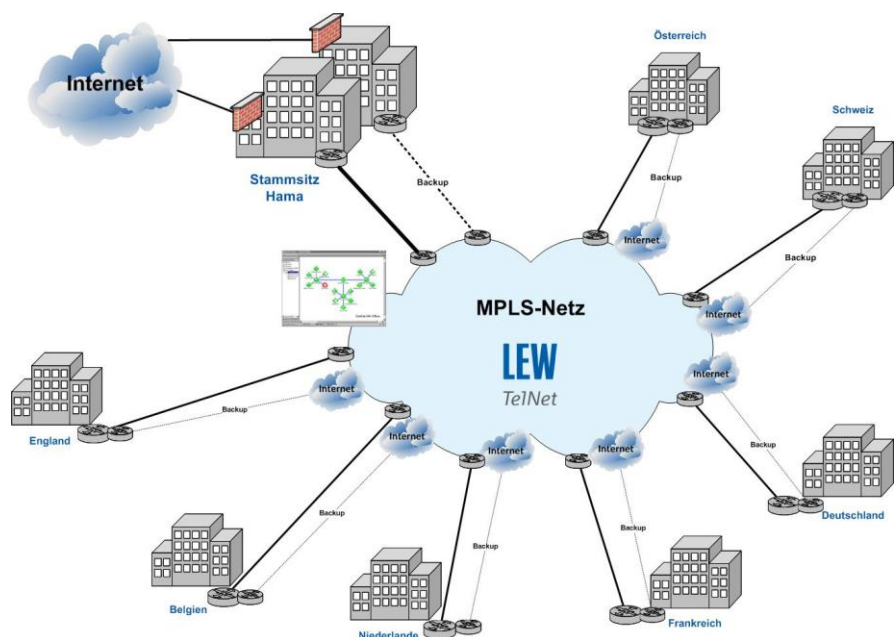 Internet
Stammsitz
Hama
Backup
Österreich
Backup
Internet
Schweiz
Backup
Internet
MPLS-Netz
LEW
TelNet
England
Backup
Internet
Belgien
Backup
Internet
Niederlande
Backup
Internet
Frankreich
Backup
Internet
Deutschland
Backup
Internet